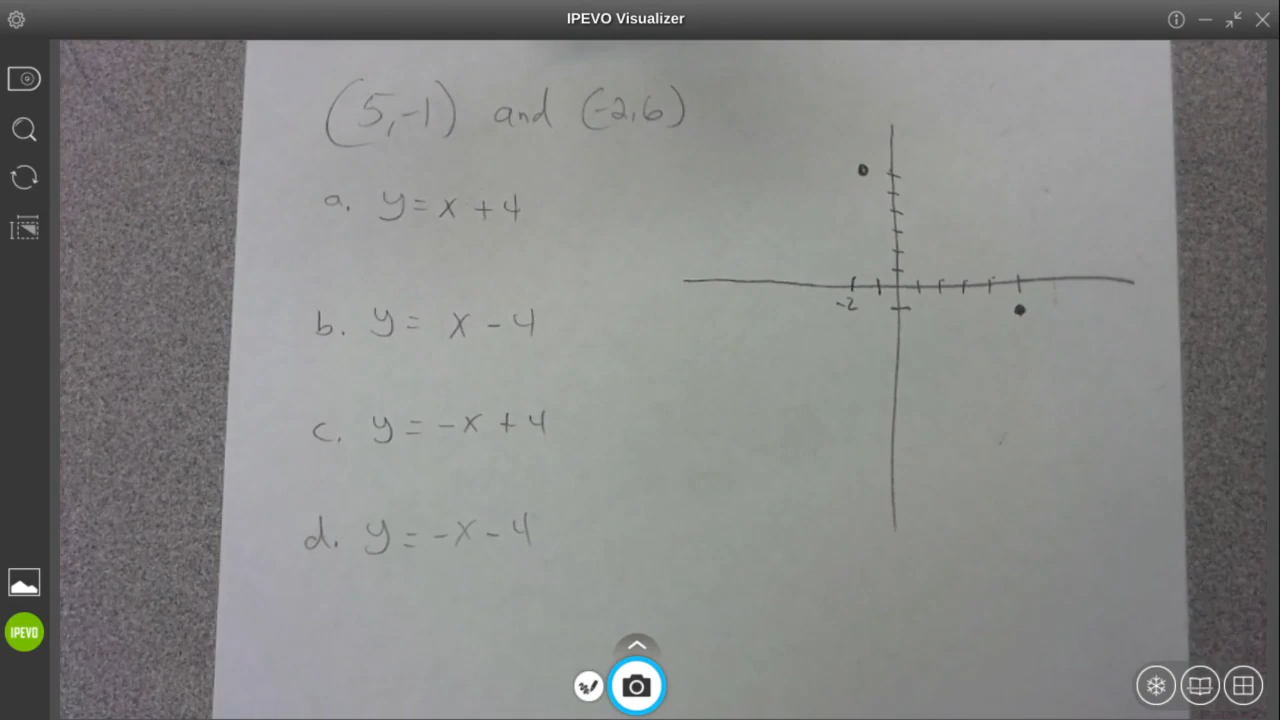 IPEVO Visualizer
(5,-1) and (-2,6)
a. y = x + 4
b. y = x - 4
c. y = -x + 4
d. y = -x - 4
-2
IPEVO